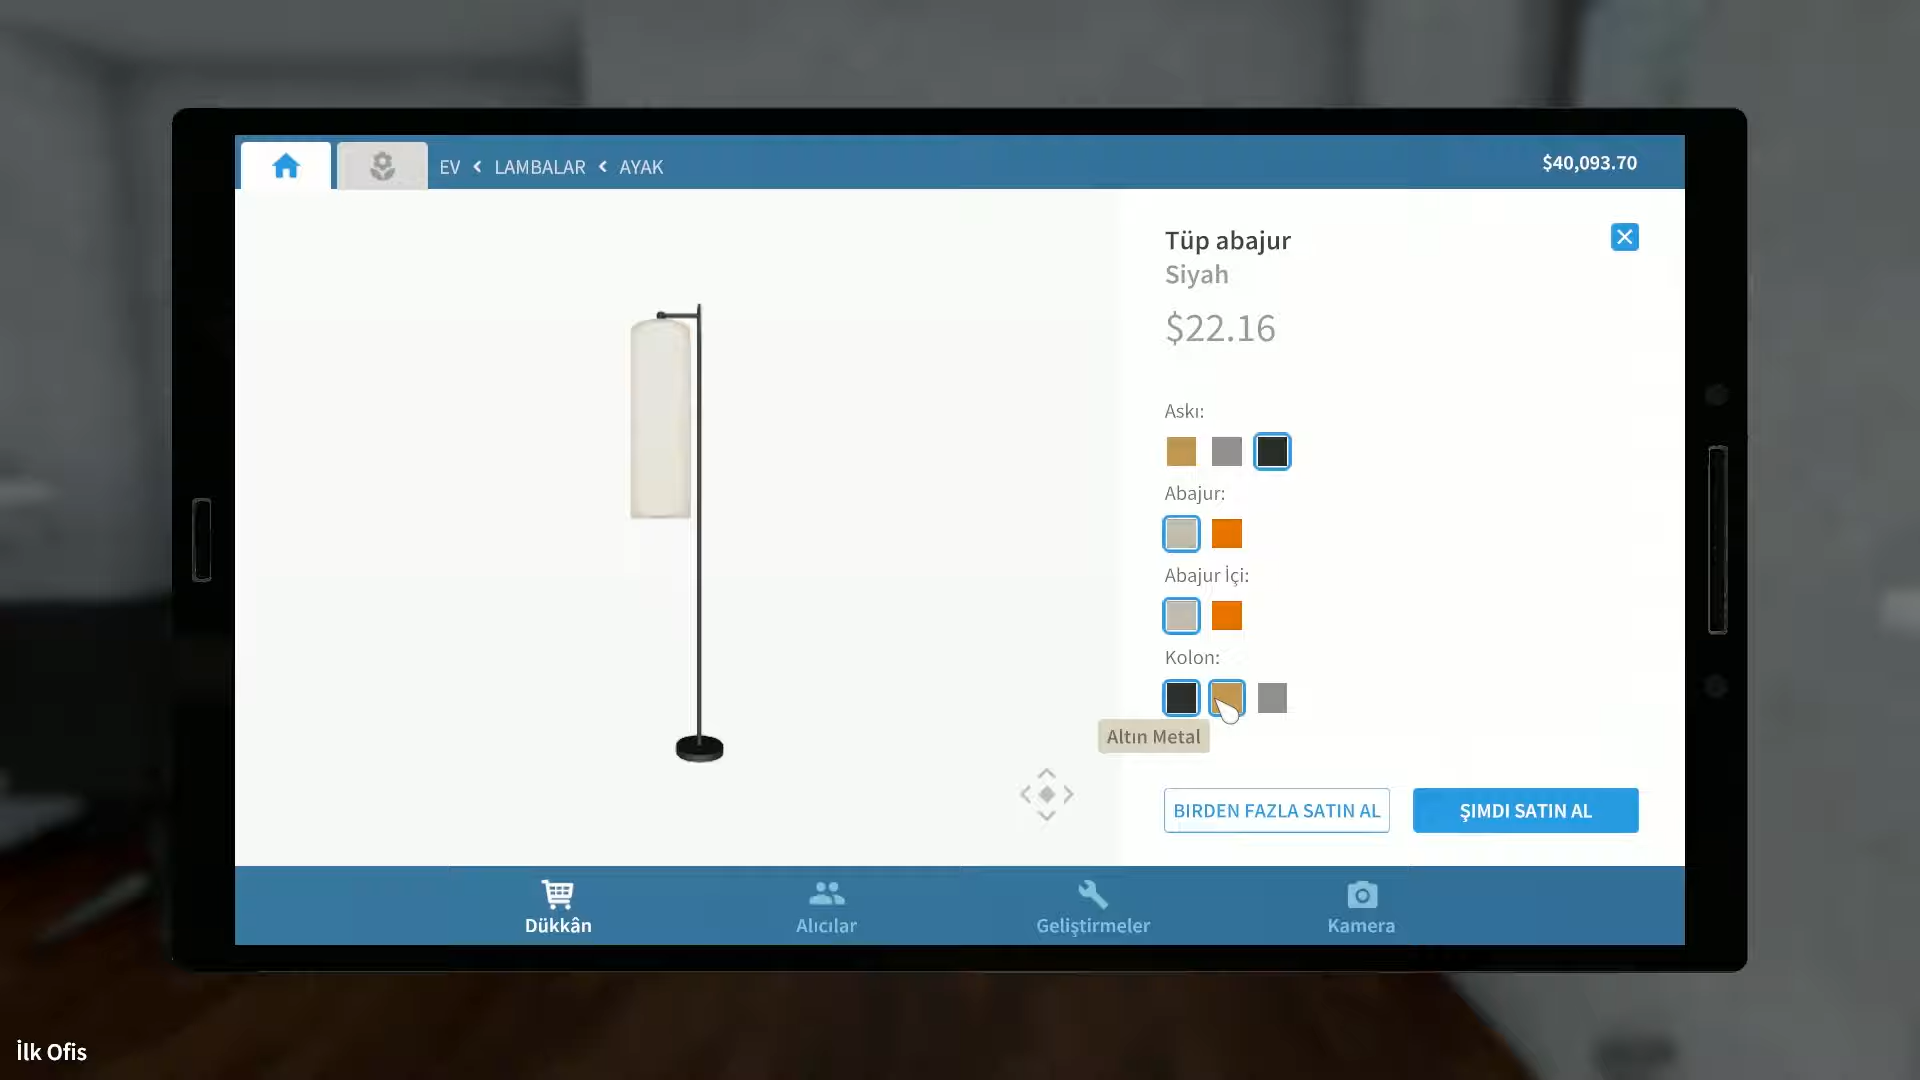 EV < LAMBALAR < AYAK
$40,093.70
Tüp abajur
Siyah
$22.16
Askı:
Abajur:
Abajur İçi:
Kolon:
Altın Metal
BIRDEN FAZLA SATIN AL
ŞIMDI SATIN AL
Dükkân
Alıcılar
Geliştirmeler
Kamera
İlk Ofis